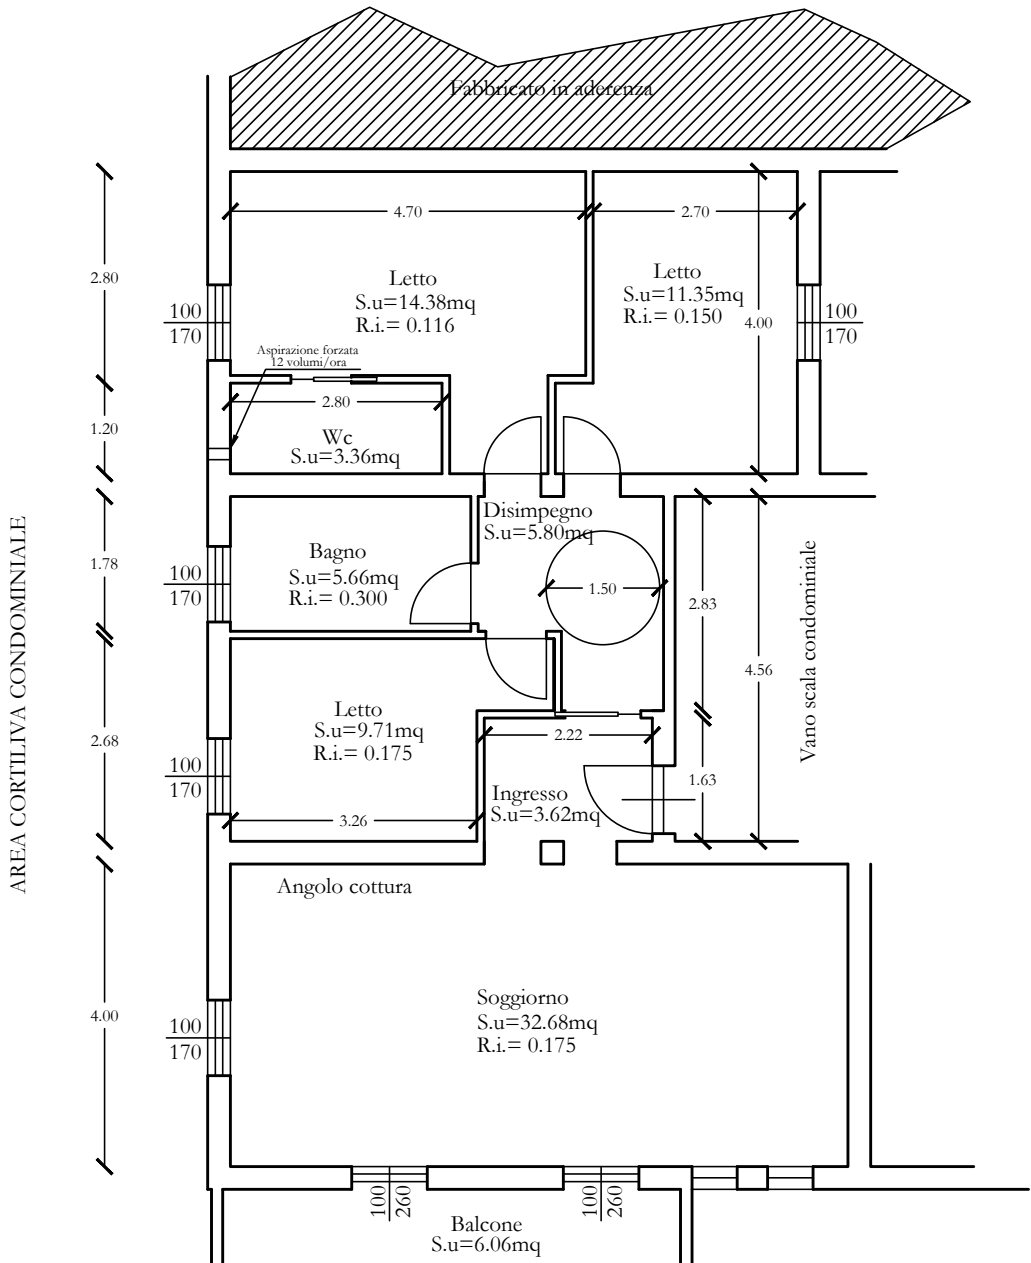 Fabbricato in aderenza
4.70
2.70
2.80
Letto
S.u=14.38mq
R.i.= 0.116
Letto
S.u=11.35mq
R.i.= 0.150
4.00
100
170
100
170
Aspirazione forzata
12 volumi/ora
2.80
1.20
Wc
S.u=3.36mq
Disimpegno
S.u=5.80mq
Bagno
S.u=5.66mq
R.i.= 0.300
1.78
100
170
1.50
2.83
4.56
Vano scala condominiale
AREA CORTILIVA CONDOMINIALE
Letto
S.u=9.71mq
R.i.= 0.175
2.68
100
170
2.22
1.63
Ingresso
S.u=3.62mq
3.26
Angolo cottura
4.00
Soggiorno
S.u=32.68mq
R.i.= 0.175
100
170
100
260
100
260
Balcone
S.u=6.06mq